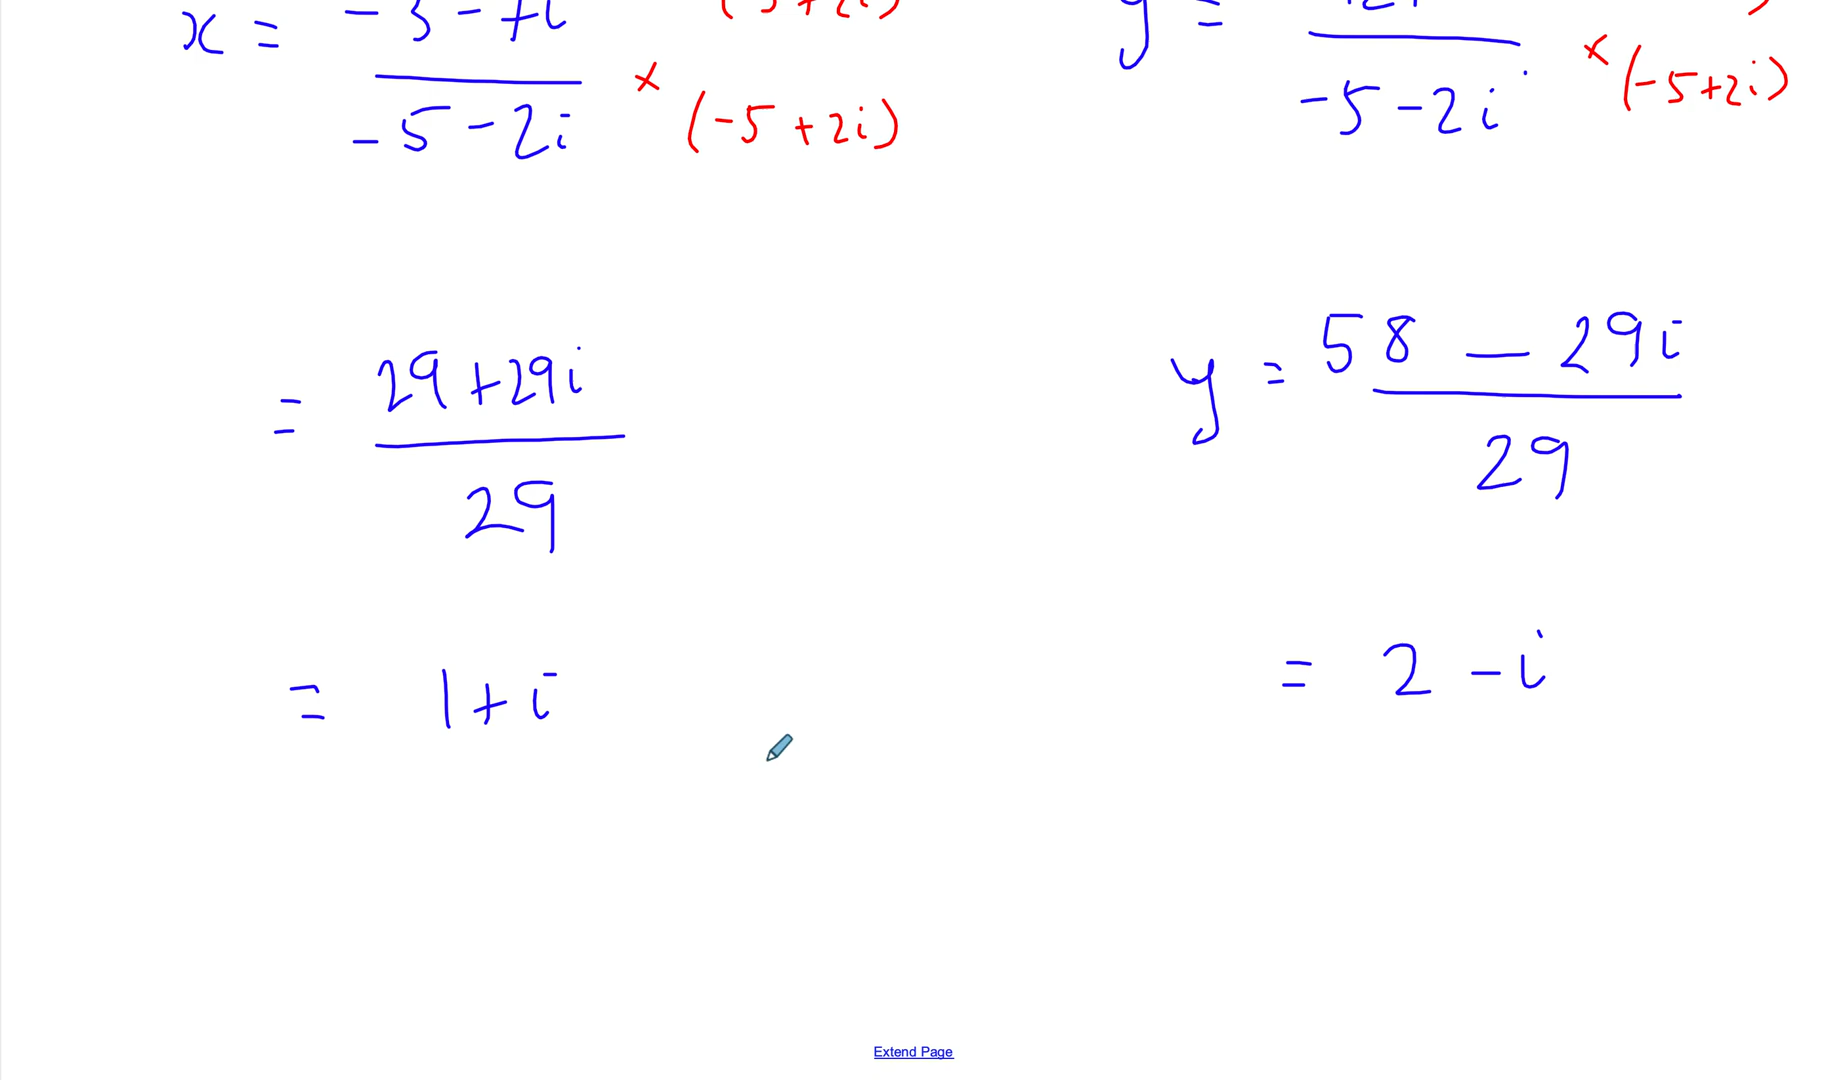 x = -3-7i / -5-2i × (-5+2i) / (-5+2i)
y = / -5-2i × (-5+2i)
= 29+29i / 29
y = 58 - 29i / 29
= 1+i
= 2-i
Extend Page